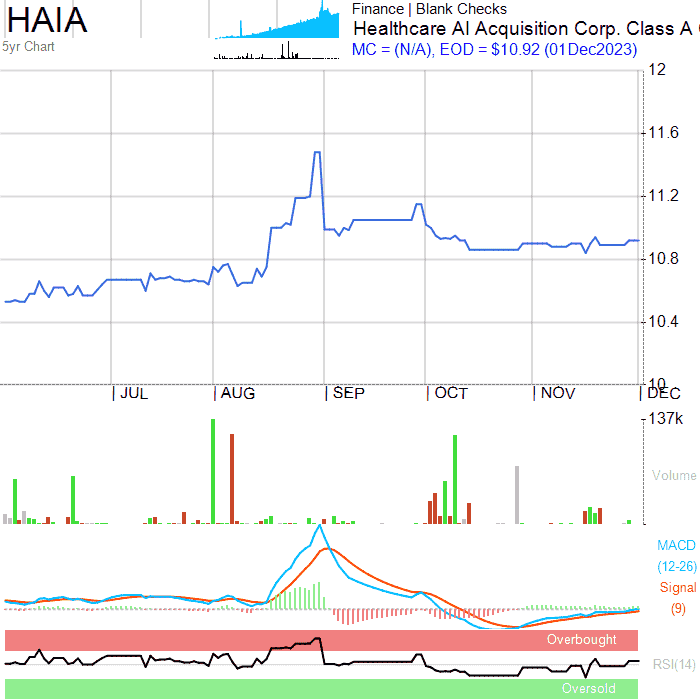 HAIA
5yr Chart
Finance | Blank Checks
Healthcare AI Acquisition Corp. Class A
MC = (N/A), EOD = $10.92 (01Dec2023)
12
11.6
11.2
10.8
10.4
10
JUL AUG SEP OCT NOV DEC
137k
Volume
MACD
(12-26)
Signal
(9)
Overbought
RSI(14)
Oversold